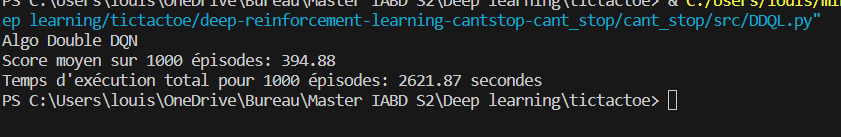 PS C:\Users\louis\OneDrive\Bureau\Master IABD S2\Deep learning\tictactoe> & C:/Users/louis/mi
ep learning/tictactoe/deep-reinforcement-learning-cantstop-cant_stop/cant_stop/src/DDQL.py"
Algo Double DQN
Score moyen sur 1000 épisodes: 394.88
Temps d'exécution total pour 1000 épisodes: 2621.87 secondes
PS C:\Users\louis\OneDrive\Bureau\Master IABD S2\Deep learning\tictactoe>